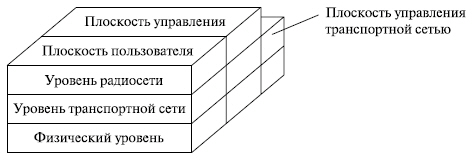 Плоскость управления
Плоскость пользователя
Уровень радиосети
Уровень транспортной сети
Физический уровень
Плоскость управления
транспортной сетью